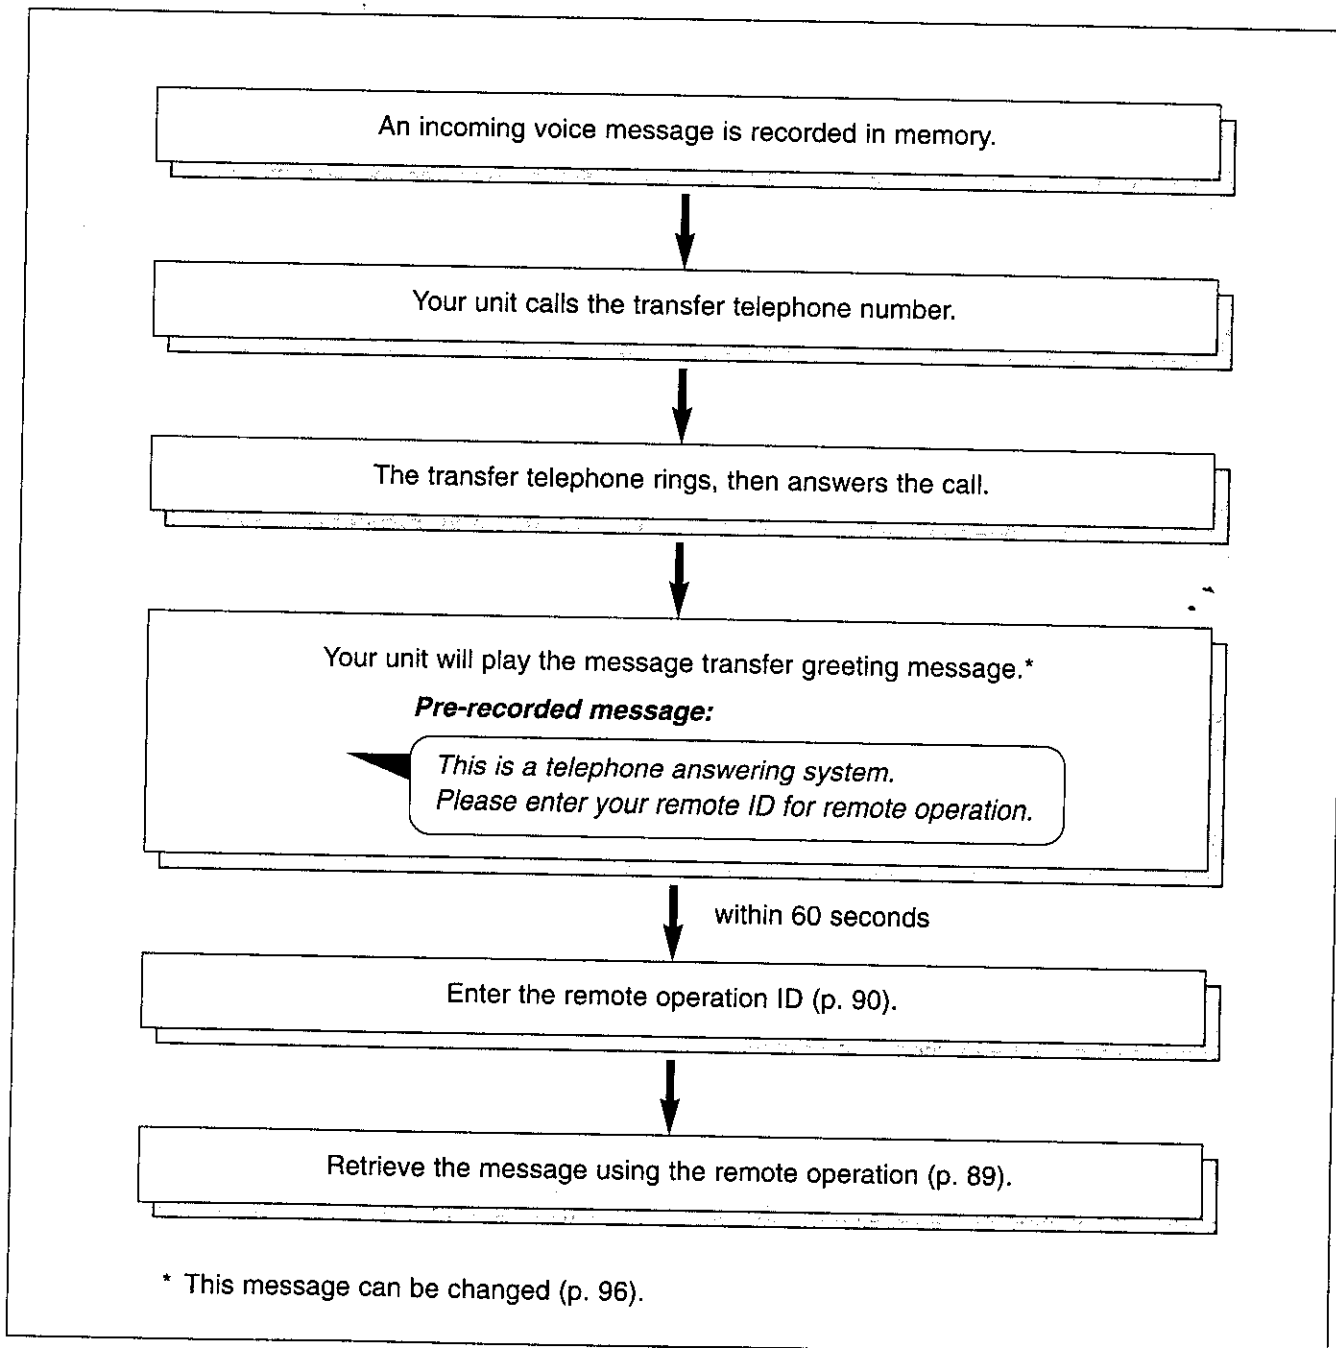 An incoming voice message is recorded in memory.
Your unit calls the transfer telephone number.
The transfer telephone rings, then answers the call.
Your unit will play the message transfer greeting message.*
Pre-recorded message:
This is a telephone answering system.
Please enter your remote ID for remote operation.
within 60 seconds
Enter the remote operation ID (p. 90).
Retrieve the message using the remote operation (p. 89).
* This message can be changed (p. 96).